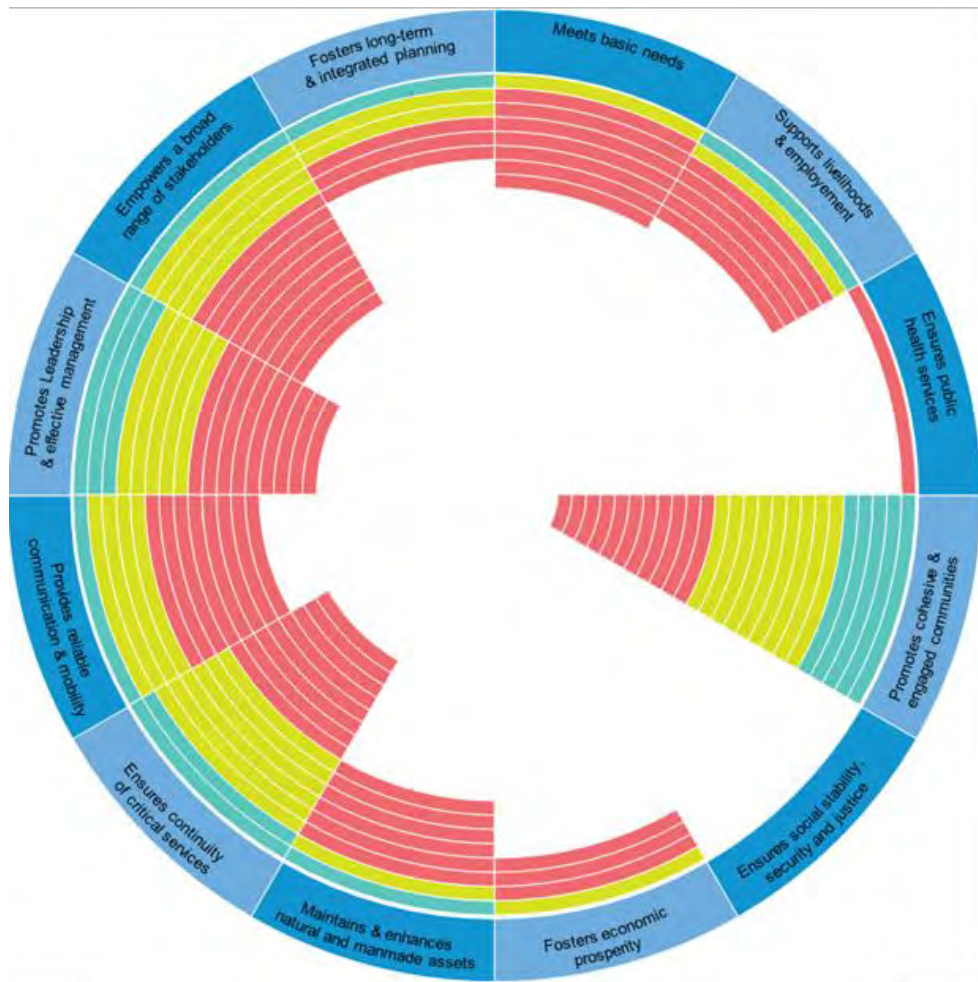 Meets basic needs
Supports livelihoods
& employement
Ensures public
health services
Promotes cohesive &
engaged communities
Ensures social stability,
security and justice
Fosters economic
prosperity
Maintains & enhances
natural and manmade assets
Ensures continuity
of critical services
Provides reliable
communication & mobility
Promotes Leadership
& effective management
Empowers a broad
range of stakeholders
Fosters long-term
& integrated planning